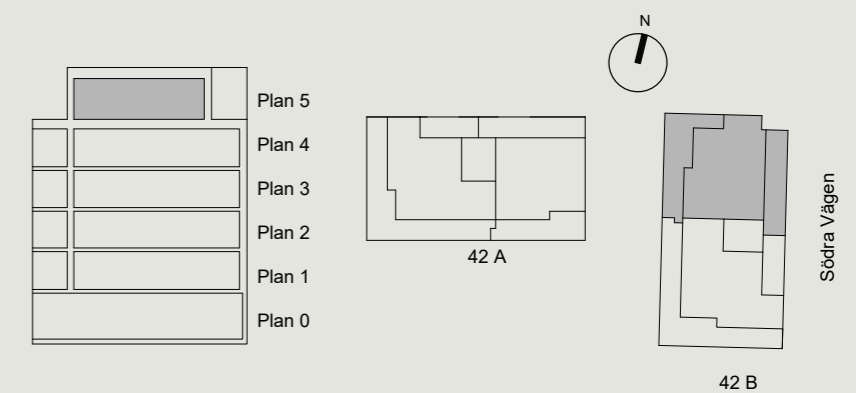 N
Plan 5
Plan 4
Plan 3
Plan 2
Plan 1
Plan 0
42 A
Södra Vägen
42 B